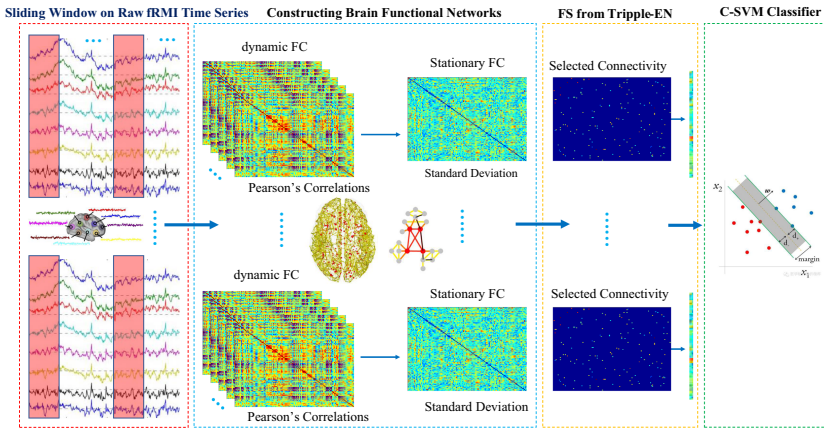 Sliding Window on Raw fRMI Time Series
Constructing Brain Functional Networks
FS from Tripple-EN
C-SVM Classifier
dynamic FC
Stationary FC
Selected Connectivity
Pearson's Correlations
Standard Deviation
x2
w
d
d
margin
x1
dynamic FC
Stationary FC
Selected Connectivity
Pearson's Correlations
Standard Deviation